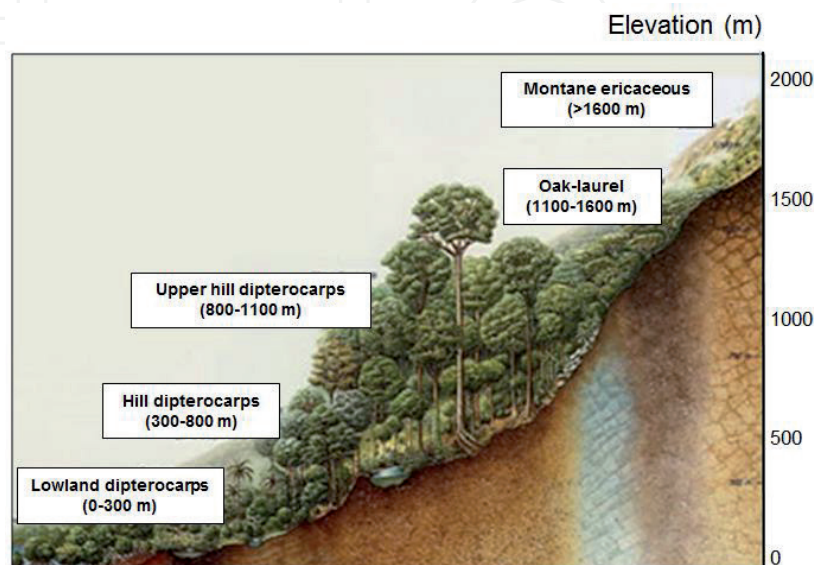 Elevation (m)
2000
Montane ericaceous
(>1600 m)
Oak-laurel
(1100-1600 m)
1500
Upper hill dipterocarps
(800-1100 m)
1000
Hill dipterocarps
(300-800 m)
500
Lowland dipterocarps
(0-300 m)
0